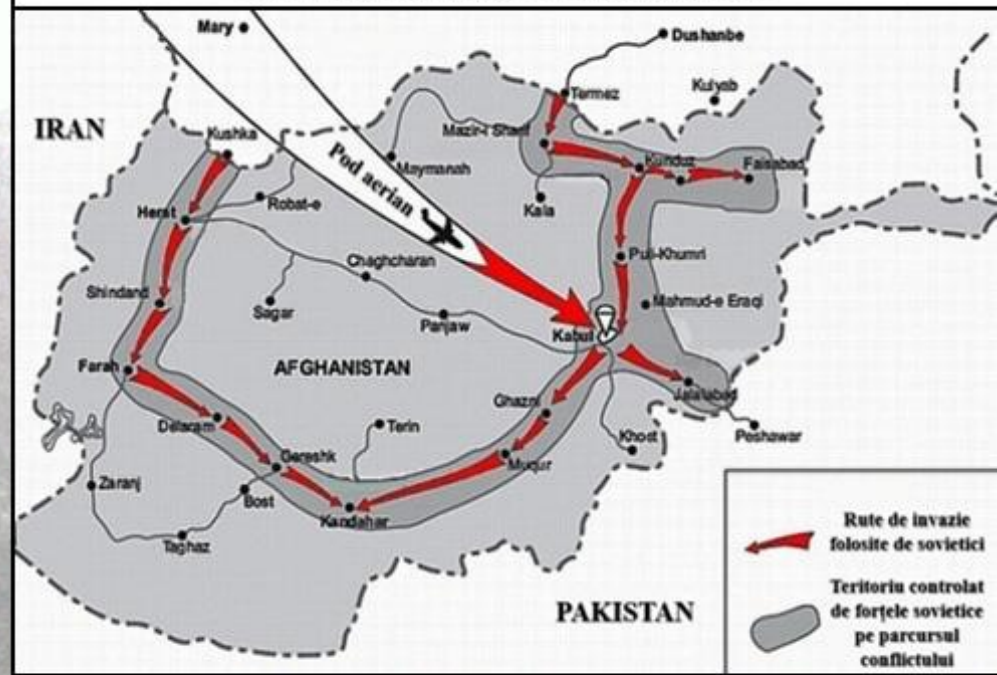 Mary
Dushanbe
Kulyab
Termez
IRAN
Kushka
Mazir-i Sharif
Maymanah
Kunduz
Faisabad
Pod aerian
Robat-e
Kala
Herat
Chaghcharan
Puli-Khumri
Shindand
Sagar
Panjaw
Mahmud-e Eraqi
Kabul
Farah
AFGHANISTAN
Jalalabad
Ghazni
Delaram
Terin
Khost
Peshawar
Gereshk
Muqur
Zaranj
Bost
Kandahar
Taghaz
PAKISTAN
Rute de invazie
folosite de sovietici
Teritoriu controlat
de forțele sovietice
pe parcursul
conflictului